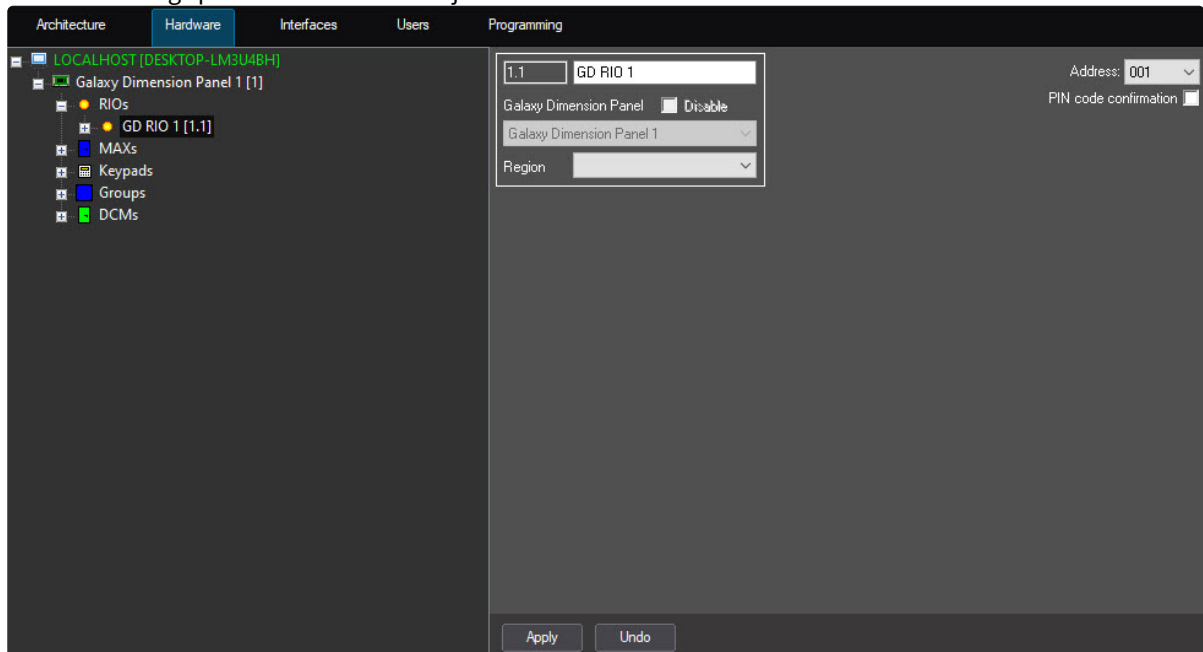 Architecture Hardware Interfaces Users Programming
LOCALHOST [DESKTOP-LM3U4BH]
Galaxy Dimension Panel 1 [1]
RIOs
GD RIO 1 [1.1]
MAXs
Keypads
Groups
DCMs
1.1 GD RIO 1
Galaxy Dimension Panel Disable
Galaxy Dimension Panel 1
Region
Address: 001
PIN code confirmation
Apply Undo